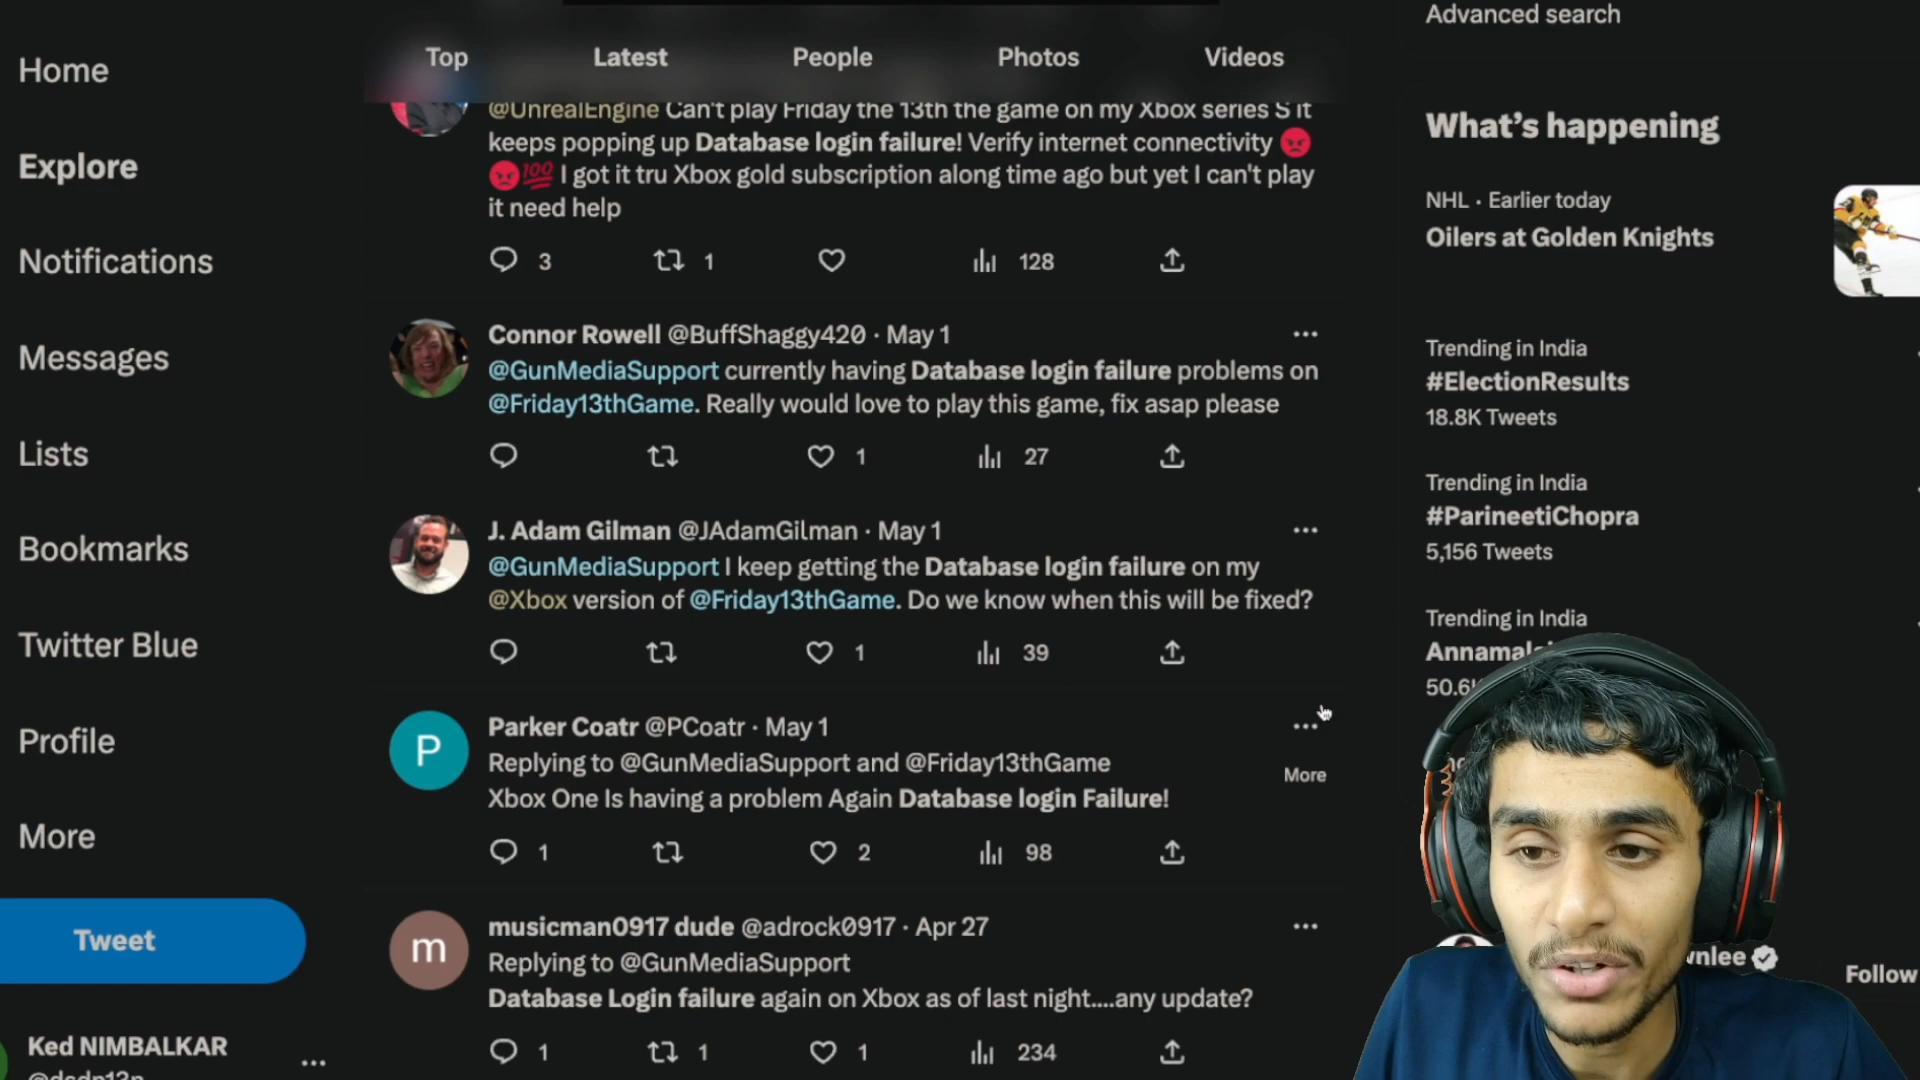 Home
Explore
Notifications
Messages
Lists
Bookmarks
Twitter Blue
Profile
More
Tweet
Ked NIMBALKAR
Top Latest People Photos Videos
@UnrealEngine Can't play Friday the 13th the game on my Xbox series S it
keeps popping up Database login failure! Verify internet connectivity 😡
😡💯 I got it tru Xbox gold subscription along time ago but yet I can't play
it need help
3 1 128
Connor Rowell @BuffShaggy420 · May 1
@GunMediaSupport currently having Database login failure problems on
@Friday13thGame. Really would love to play this game, fix asap please
1 27
J. Adam Gilman @JAdamGilman · May 1
@GunMediaSupport I keep getting the Database login failure on my
@Xbox version of @Friday13thGame. Do we know when this will be fixed?
1 39
P
Parker Coatr @PCoatr · May 1
Replying to @GunMediaSupport and @Friday13thGame
Xbox One Is having a problem Again Database login Failure!
More
1 2 98
m
musicman0917 dude @adrock0917 · Apr 27
Replying to @GunMediaSupport
Database Login failure again on Xbox as of last night....any update?
1 1 1 234
Advanced search
What's happening
NHL · Earlier today
Oilers at Golden Knights
Trending in India
#ElectionResults
18.8K Tweets
Trending in India
#ParineetiChopra
5,156 Tweets
Trending in India
Follow